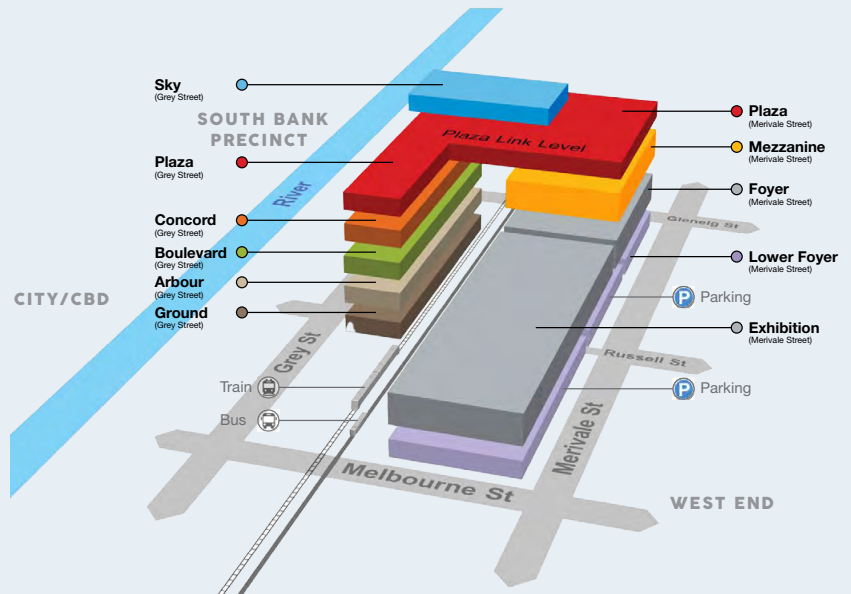 Sky
(Grey Street)
SOUTH BANK
PRECINCT
Plaza
(Grey Street)
River
Concord
(Grey Street)
Boulevard
(Grey Street)
Arbour
(Grey Street)
Ground
(Grey Street)
CITY/CBD
Grey St
Train
Bus
Plaza Link Level
Plaza
(Merivale Street)
Mezzanine
(Merivale Street)
Foyer
(Merivale Street)
Glenelg St
Lower Foyer
(Merivale Street)
P Parking
Exhibition
(Merivale Street)
Russell St
P Parking
Merivale St
Melbourne St
WEST END